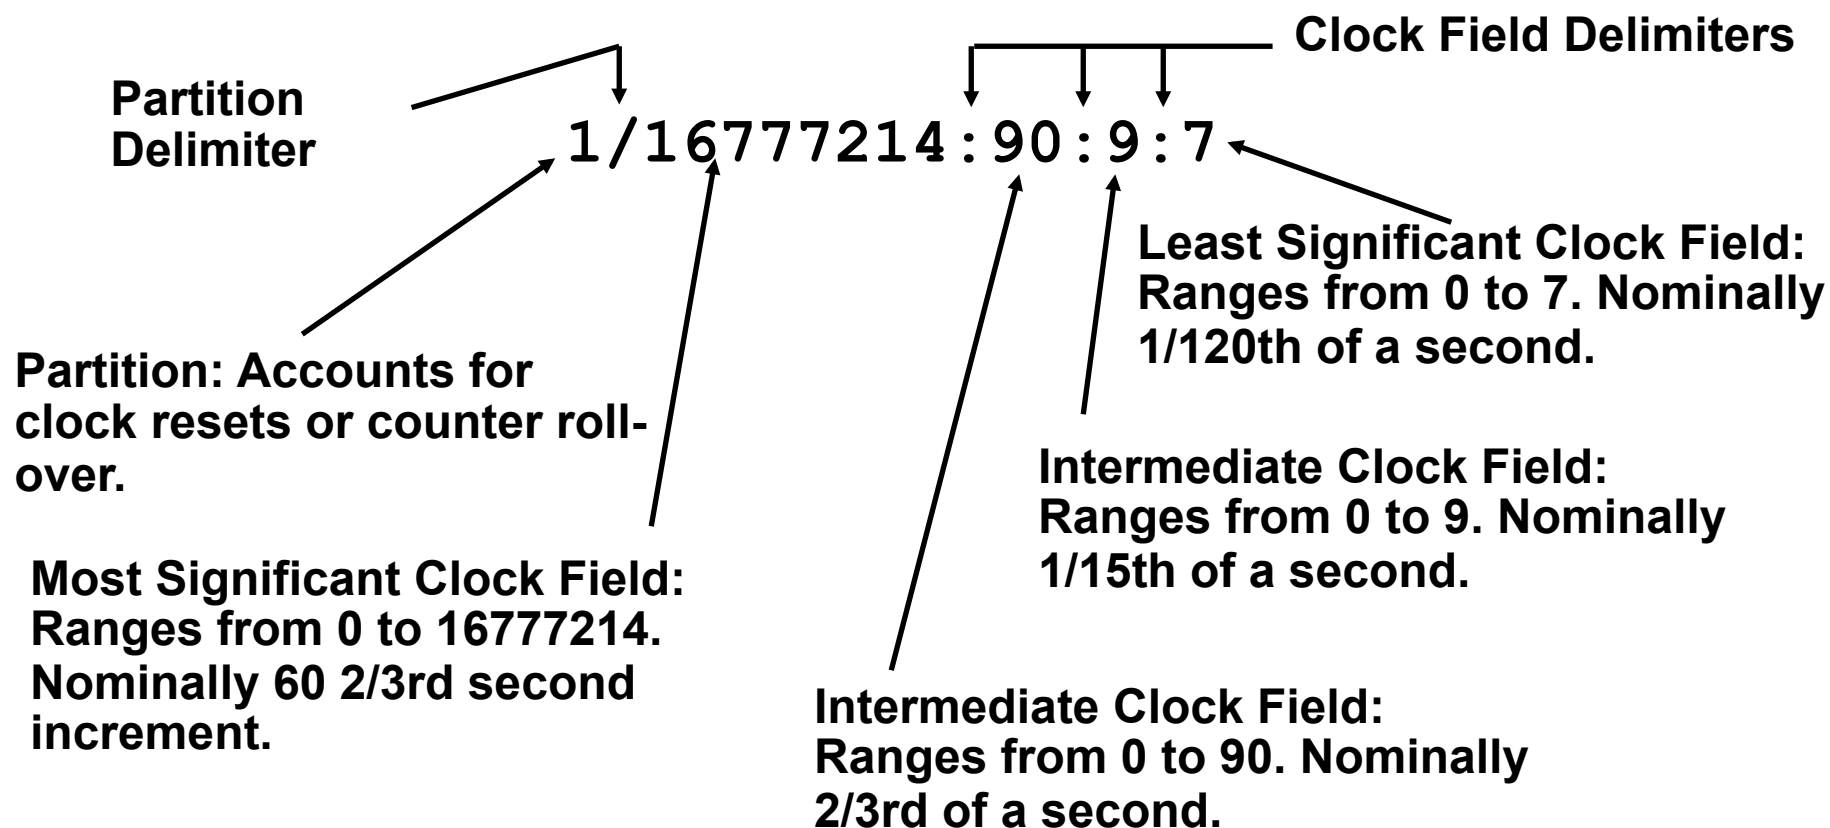 Clock Field Delimiters
Partition
Delimiter
1/16777214:90:9:7
Least Significant Clock Field:
Ranges from 0 to 7. Nominally
1/120th of a second.
Partition: Accounts for
clock resets or counter roll-
over.
Intermediate Clock Field:
Ranges from 0 to 9. Nominally
1/15th of a second.
Most Significant Clock Field:
Ranges from 0 to 16777214.
Nominally 60 2/3rd second
increment.
Intermediate Clock Field:
Ranges from 0 to 90. Nominally
2/3rd of a second.